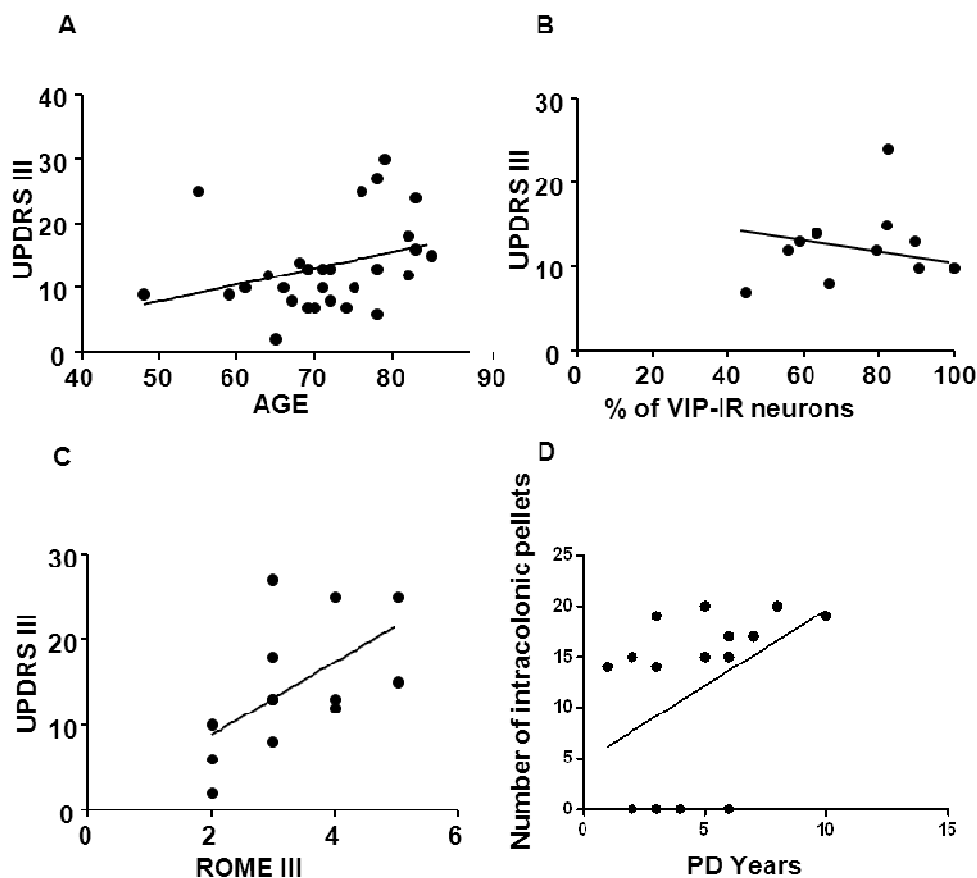 A
UPDRS III
40
30
20
10
0
40 50 60 70 80 90
AGE
B
UPDRS III
30
20
10
0
0 20 40 60 80 100
% of VIP-IR neurons
C
UPDRS III
30
20
10
0
0 2 4 6
ROME III
D
Number of intracolonic pellets
25
20
15
10
5
0
0 5 10 15
PD Years